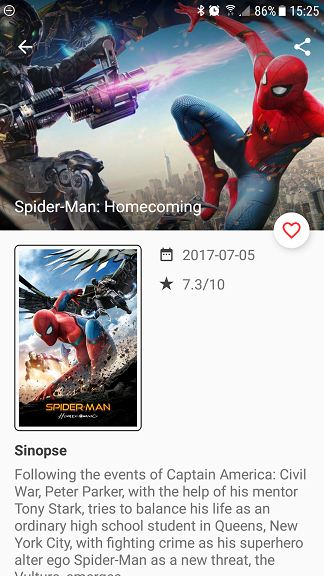 86% 15:25
Spider-Man: Homecoming
2017-07-05
7.3/10
SPIDER-MAN
HOMECOMING
Sinopse
Following the events of Captain America: Civil
War, Peter Parker, with the help of his mentor
Tony Stark, tries to balance his life as an
ordinary high school student in Queens, New
York City, with fighting crime as his superhero
alter ego Spider-Man as a new threat, the
Vulture, emerges.